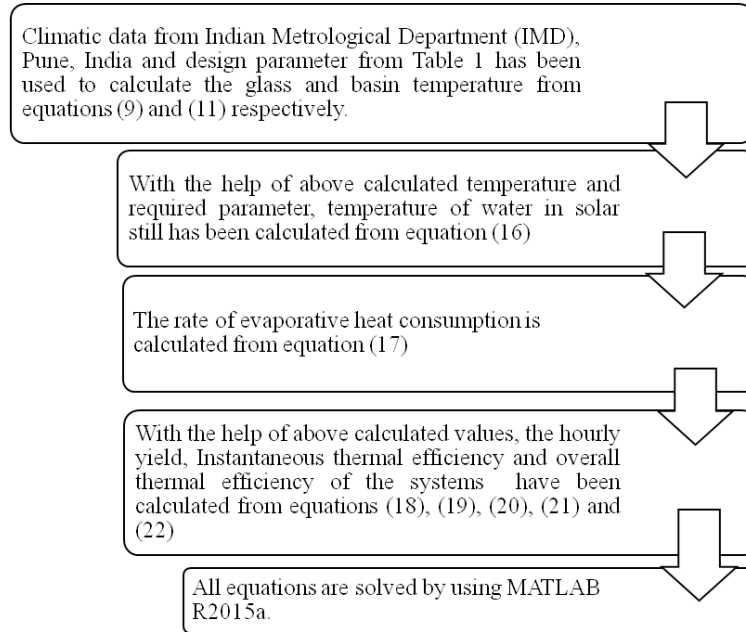 Climatic data from Indian Metrological Department (IMD),
Pune, India and design parameter from Table 1 has been
used to calculate the glass and basin temperature from
equations (9) and (11) respectively.
With the help of above calculated temperature and
required parameter, temperature of water in solar
still has been calculated from equation (16)
The rate of evaporative heat consumption is
calculated from equation (17)
With the help of above calculated values, the hourly
yield, Instantaneous thermal efficiency and overall
thermal efficiency of the systems have been
calculated from equations (18), (19), (20), (21) and
(22)
All equations are solved by using MATLAB
R2015a.